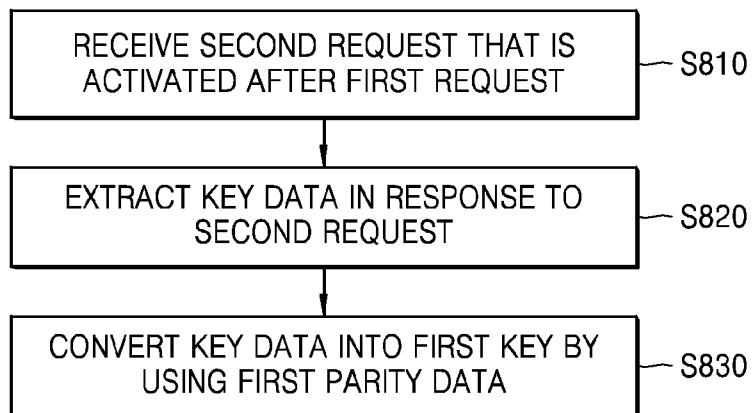 RECEIVE SECOND REQUEST THAT IS
ACTIVATED AFTER FIRST REQUEST
S810
EXTRACT KEY DATA IN RESPONSE TO
SECOND REQUEST
S820
CONVERT KEY DATA INTO FIRST KEY BY
USING FIRST PARITY DATA
S830